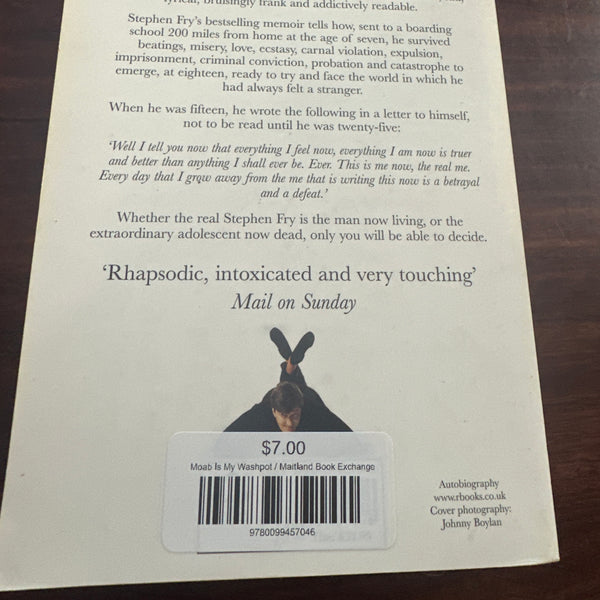 bruisingly frank and addictively readable.
Stephen Fry's bestselling memoir tells how, sent to a boarding
school 200 miles from home at the age of seven, he survived
beatings, misery, love, ecstasy, carnal violation, expulsion,
imprisonment, criminal conviction, probation and catastrophe to
emerge, at eighteen, ready to try and face the world in which he
had always felt a stranger.
When he was fifteen, he wrote the following in a letter to himself,
not to be read until he was twenty-five:
'Well I tell you now that everything I feel now, everything I am now is truer
and better than anything I shall ever be. Ever. This is me now, the real me.
Every day that I grow away from the me that is writing this now is a betrayal
and a defeat.'
Whether the real Stephen Fry is the man now living, or the
extraordinary adolescent now dead, only you will be able to decide.
'Rhapsodic, intoxicated and very touching'
Mail on Sunday
$7.00
Moab Is My Washpot / Maitland Book Exchange
9780099457046
Autobiography
www.rbooks.co.uk
Cover photography:
Johnny Boylan